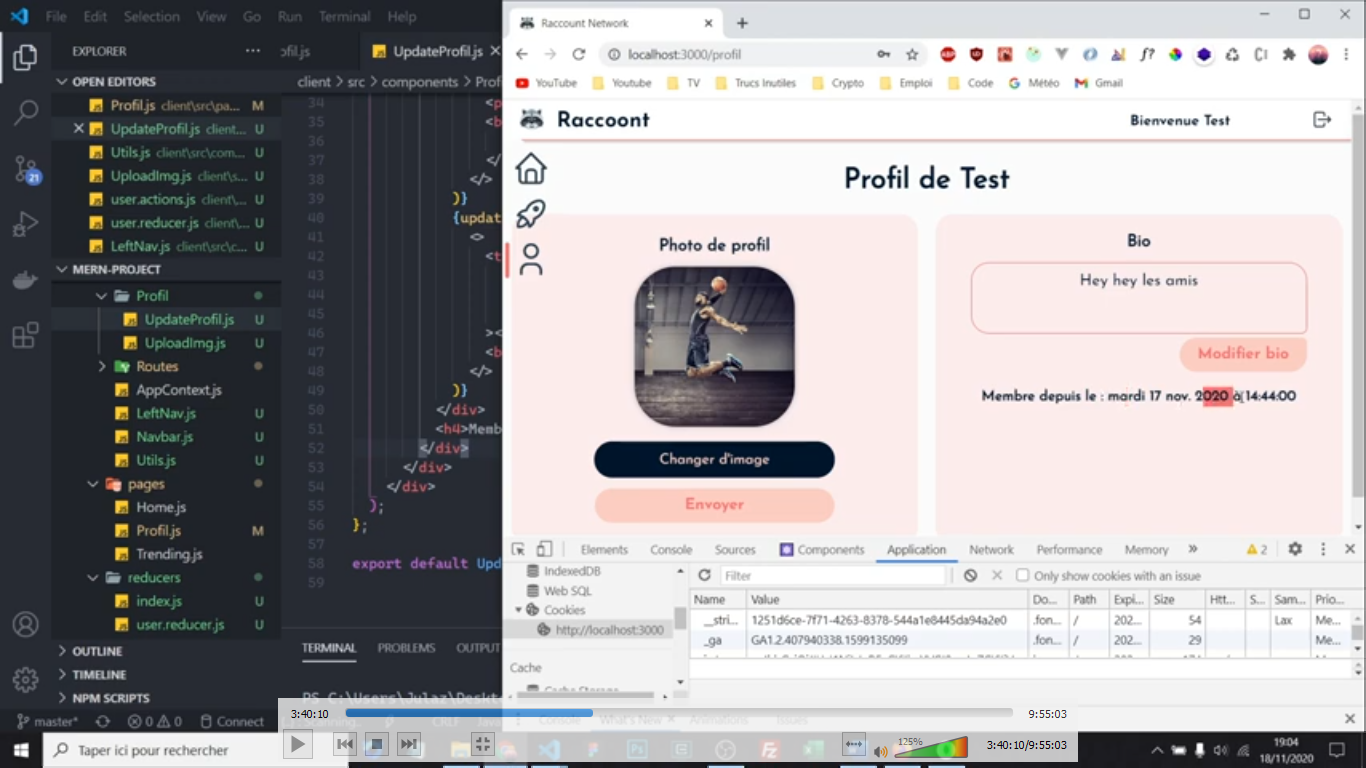 File Edit Selection View Go Run Terminal Help
EXPLORER
OPEN EDITORS
Profil.js client\src\pa... M
UpdateProfil.js client... U
Utils.js client\src\com... U
UploadImg.js client\s... U
user.actions.js client\... U
user.reducer.js client\... U
LeftNav.js client\src\c... U
MERN-PROJECT
Profil
UpdateProfil.js U
UploadImg.js U
Routes
AppContext.js
LeftNav.js U
Navbar.js U
Utils.js U
pages
Home.js
Profil.js M
Trending.js
reducers
index.js U
user.reducer.js U
OUTLINE
TIMELINE
NPM SCRIPTS
master* 0 0 Connect
ofil.js UpdateProfil.js
client > src > components > Prof
34 <p
35 <b
36
37 </
38 </>
39 )}
40 {updat
41 <>
42 <t
43
44
45
46 ><
47 <b
48 </>
49 )}
50 </div>
51 <h4>Memb
52 </div>
53 </div>
54 </div>
55 );
56 };
57
58 export default Upd
59
TERMINAL PROBLEMS OUTPUT
PS C:\Users\Julaz\Deskto
CRLF
Raccount Network
localhost:3000/profil
YouTube Youtube TV Trucs Inutiles Crypto Emploi Code Météo Gmail
Raccoont Bienvenue Test
Profil de Test
Photo de profil
Changer d'image
Envoyer
Bio
Hey hey les amis
Modifier bio
Membre depuis le : mardi 17 nov. 2020 à 14:44:00
Elements Console Sources Components Application Network Performance Memory 2
IndexedDB
Web SQL
Cookies
http://localhost:3000
Cache
Cache Storage
Filter Only show cookies with an issue
Name Value Do... Path Expi... Size Htt... S... Sam... Prio...
__stri... 1251d6ce-7f71-4263-8378-544a1e8445da94a2e0 .fon... / 202... 54 Lax Me...
_ga GA1.2.407940338.1599135099 .fon... / 202... 29 Me...
Console What's New Animations Issues
3:40:10 9:55:03
125%
3:40:10/9:55:03
Taper ici pour rechercher
19:04
18/11/2020